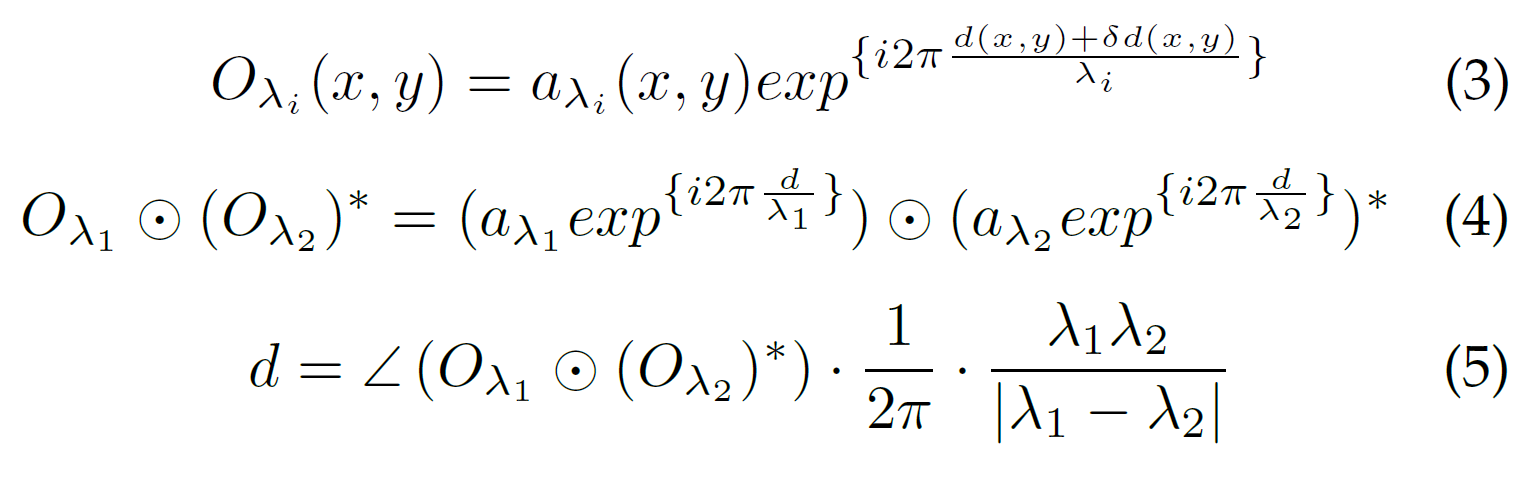 O_{λ_i}(x, y) = a_{λ_i}(x, y)exp^{\{i2π\frac{d(x,y)+δd(x,y)}{λ_i}\}} (3)
O_{λ_1} ⊙ (O_{λ_2})^* = (a_{λ_1}exp^{\{i2π\frac{d}{λ_1}\}}) ⊙ (a_{λ_2}exp^{\{i2π\frac{d}{λ_2}\}})^* (4)
d = ∠(O_{λ_1} ⊙ (O_{λ_2})^*) · \frac{1}{2π} · \frac{λ_1λ_2}{|λ_1 − λ_2|} (5)